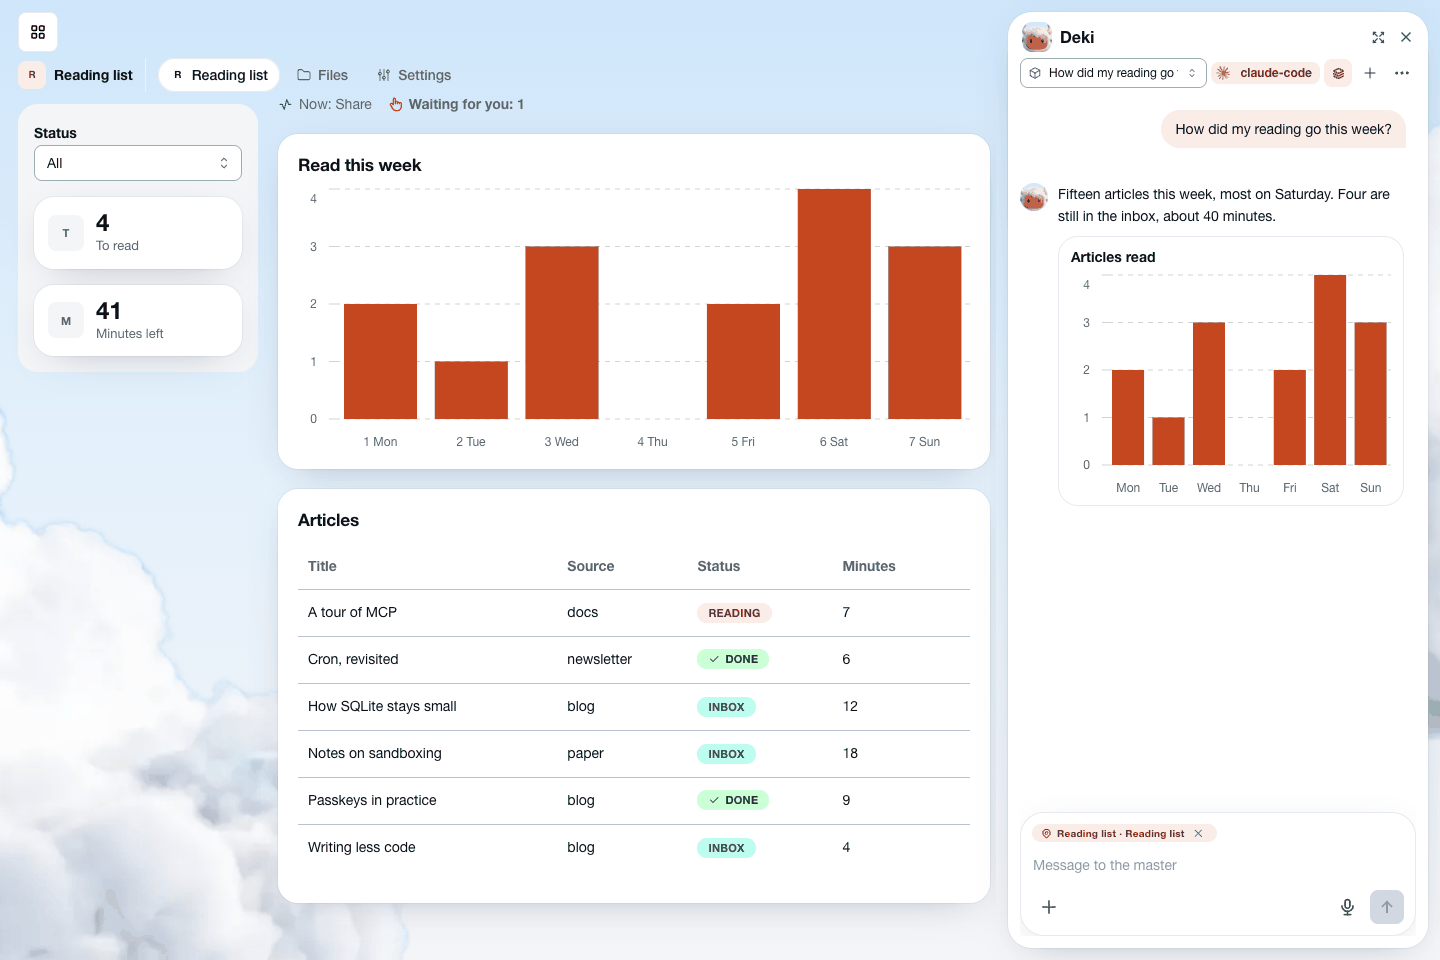 R Reading list
R Reading list
Files
Settings
Now: Share
Waiting for you: 1
Status
All
T
4
To read
M
41
Minutes left
Read this week
4
3
2
1
0
1 Mon
2 Tue
3 Wed
4 Thu
5 Fri
6 Sat
7 Sun
Articles
Title Source Status Minutes
A tour of MCP docs READING 7
Cron, revisited newsletter DONE 6
How SQLite stays small blog INBOX 12
Notes on sandboxing paper INBOX 18
Passkeys in practice blog DONE 9
Writing less code blog INBOX 4
Deki
How did my reading go
claude-code
How did my reading go this week?
Fifteen articles this week, most on Saturday. Four are
still in the inbox, about 40 minutes.
Articles read
4
3
2
1
0
Mon Tue Wed Thu Fri Sat Sun
Reading list · Reading list
Message to the master